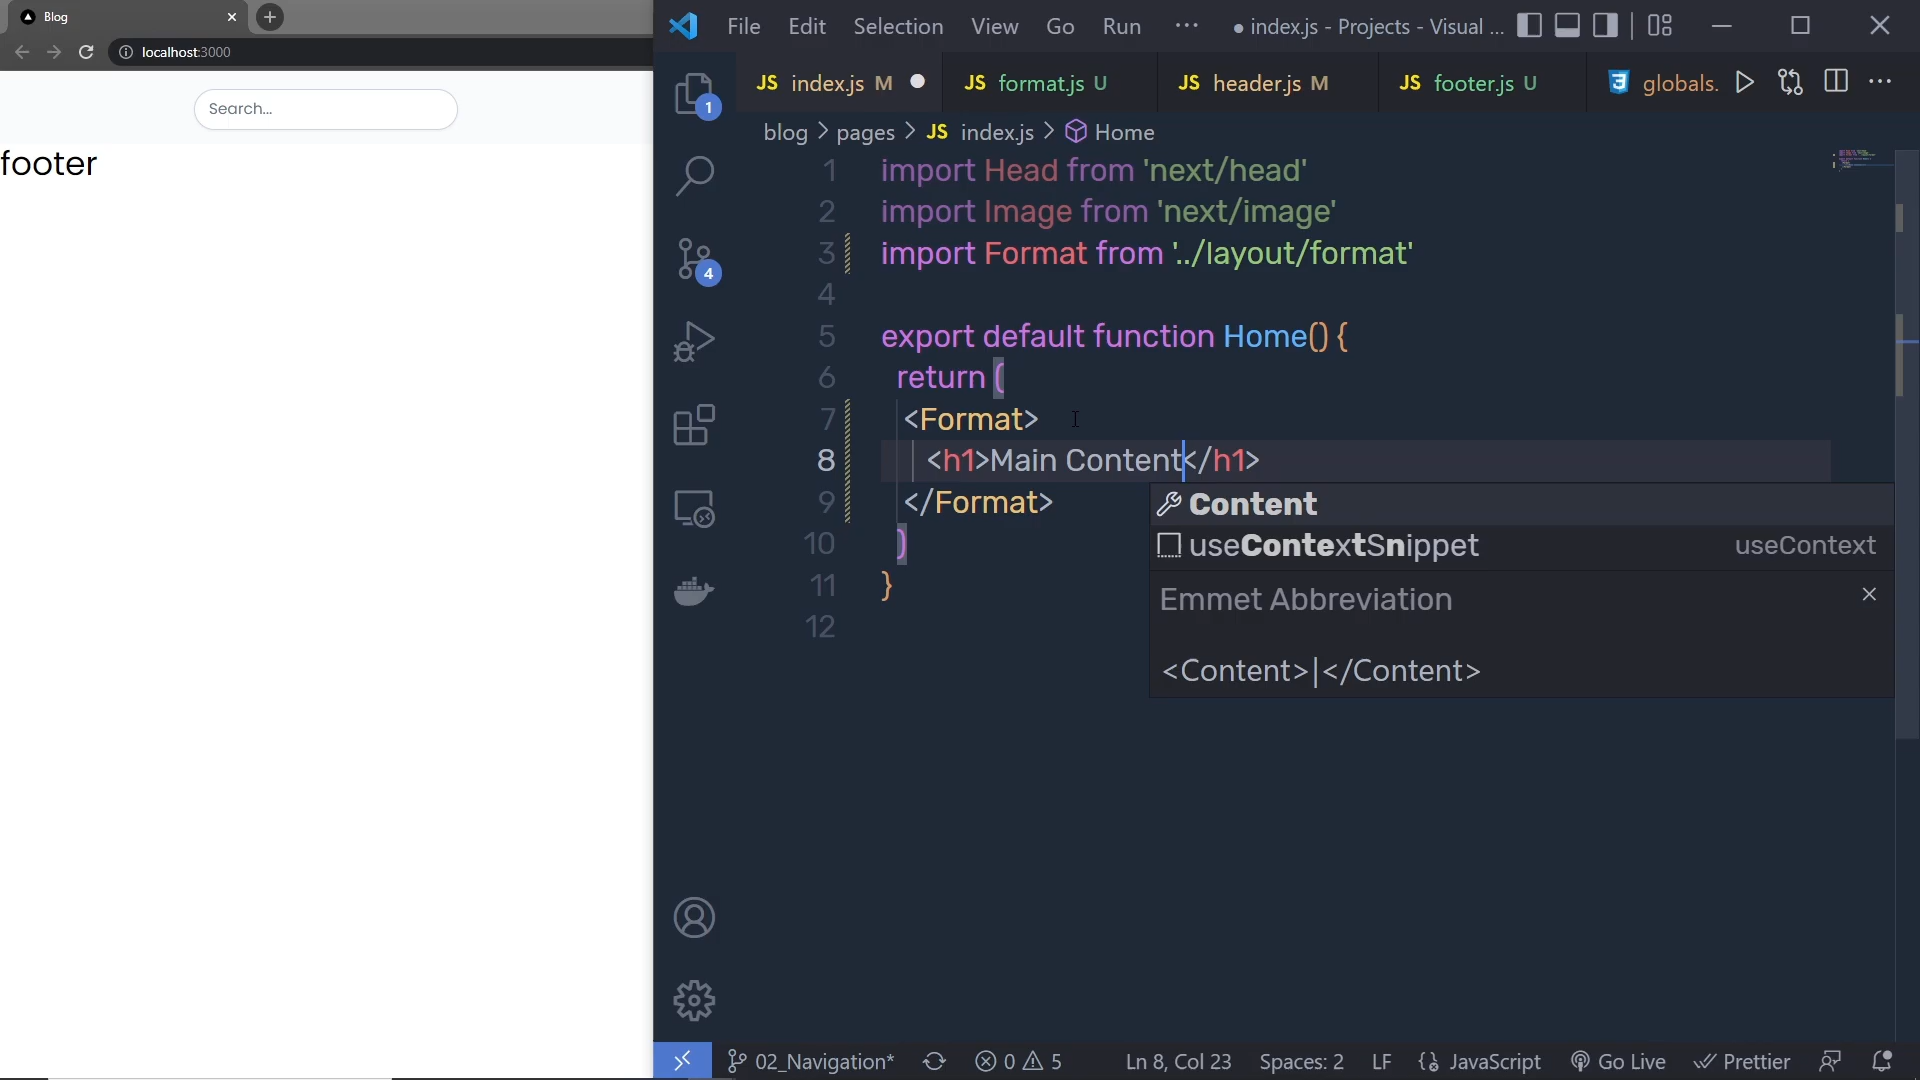 Blog
localhost:3000
Search...
footer
File Edit Selection View Go Run ··· ● index.js - Projects - Visual ...
1
4
JS index.js M ● JS format.js U JS header.js M JS footer.js U globals. ···
blog > pages > JS index.js > Home
1 import Head from 'next/head'
2 import Image from 'next/image'
3 import Format from '../layout/format'
4
5 export default function Home() {
6 return (
7 <Format>
8 <h1>Main Content</h1>
9 </Format>
10 )
11 }
12
Content
useContextSnippet useContext
Emmet Abbreviation
<Content>|</Content>
02_Navigation* 0 5 Ln 8, Col 23 Spaces: 2 LF JavaScript Go Live Prettier